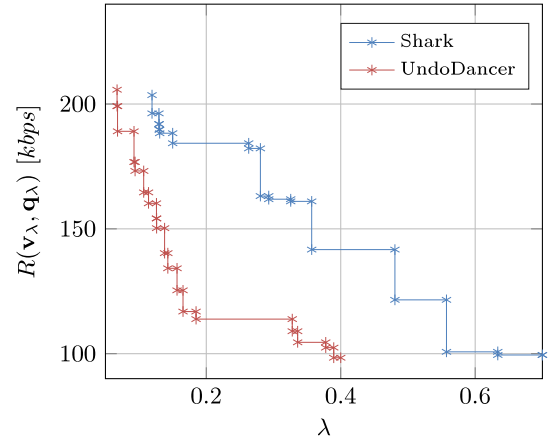 Shark
UndoDancer
200
150
100
R(v_λ, q_λ) [kbps]
0.2 0.4 0.6
λ